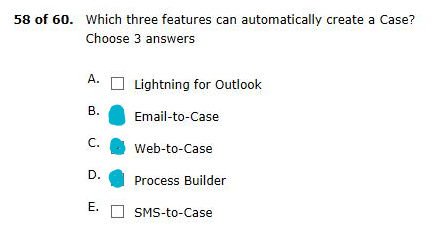 58 of 60. Which three features can automatically create a Case?
Choose 3 answers
A. Lightning for Outlook
B. Email-to-Case
C. Web-to-Case
D. Process Builder
E. SMS-to-Case